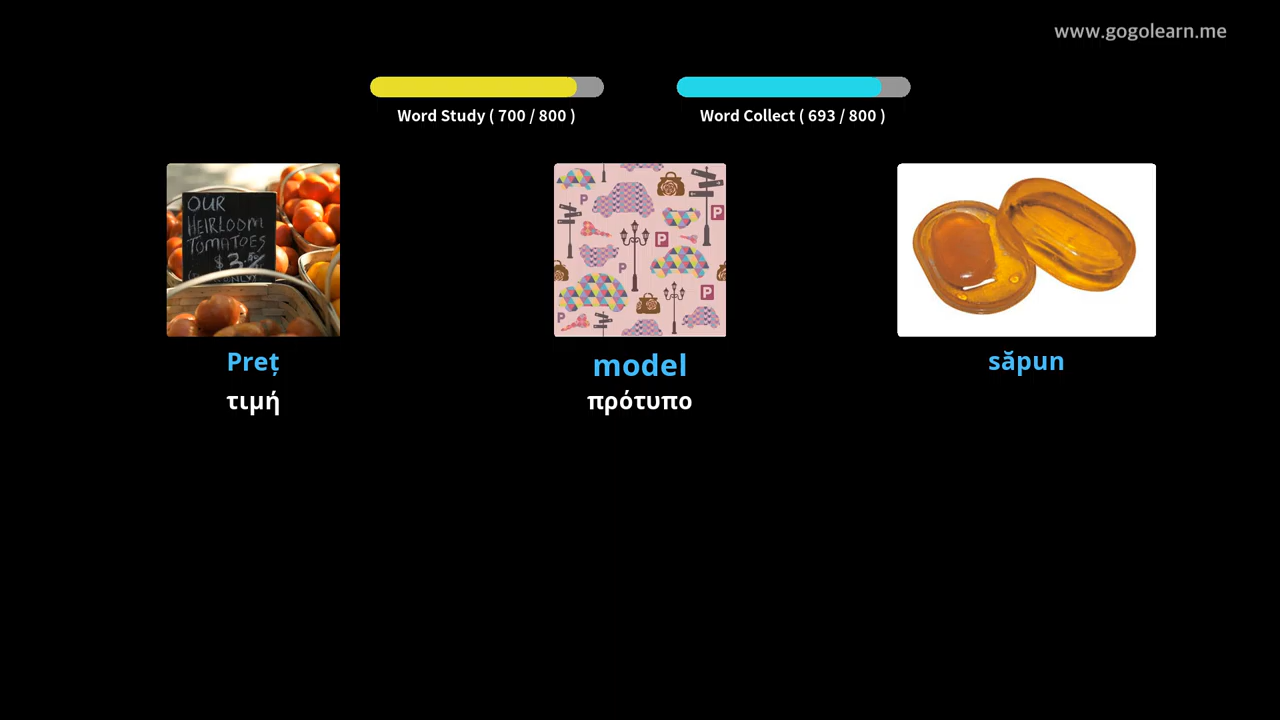 www.gogolearn.me
Word Study ( 700 / 800 )
Word Collect ( 693 / 800 )
OUR
HEIRLOOM
TOMATOES
P
P
P
P
P
P
Preț
model
săpun
τιμή
πρότυπο